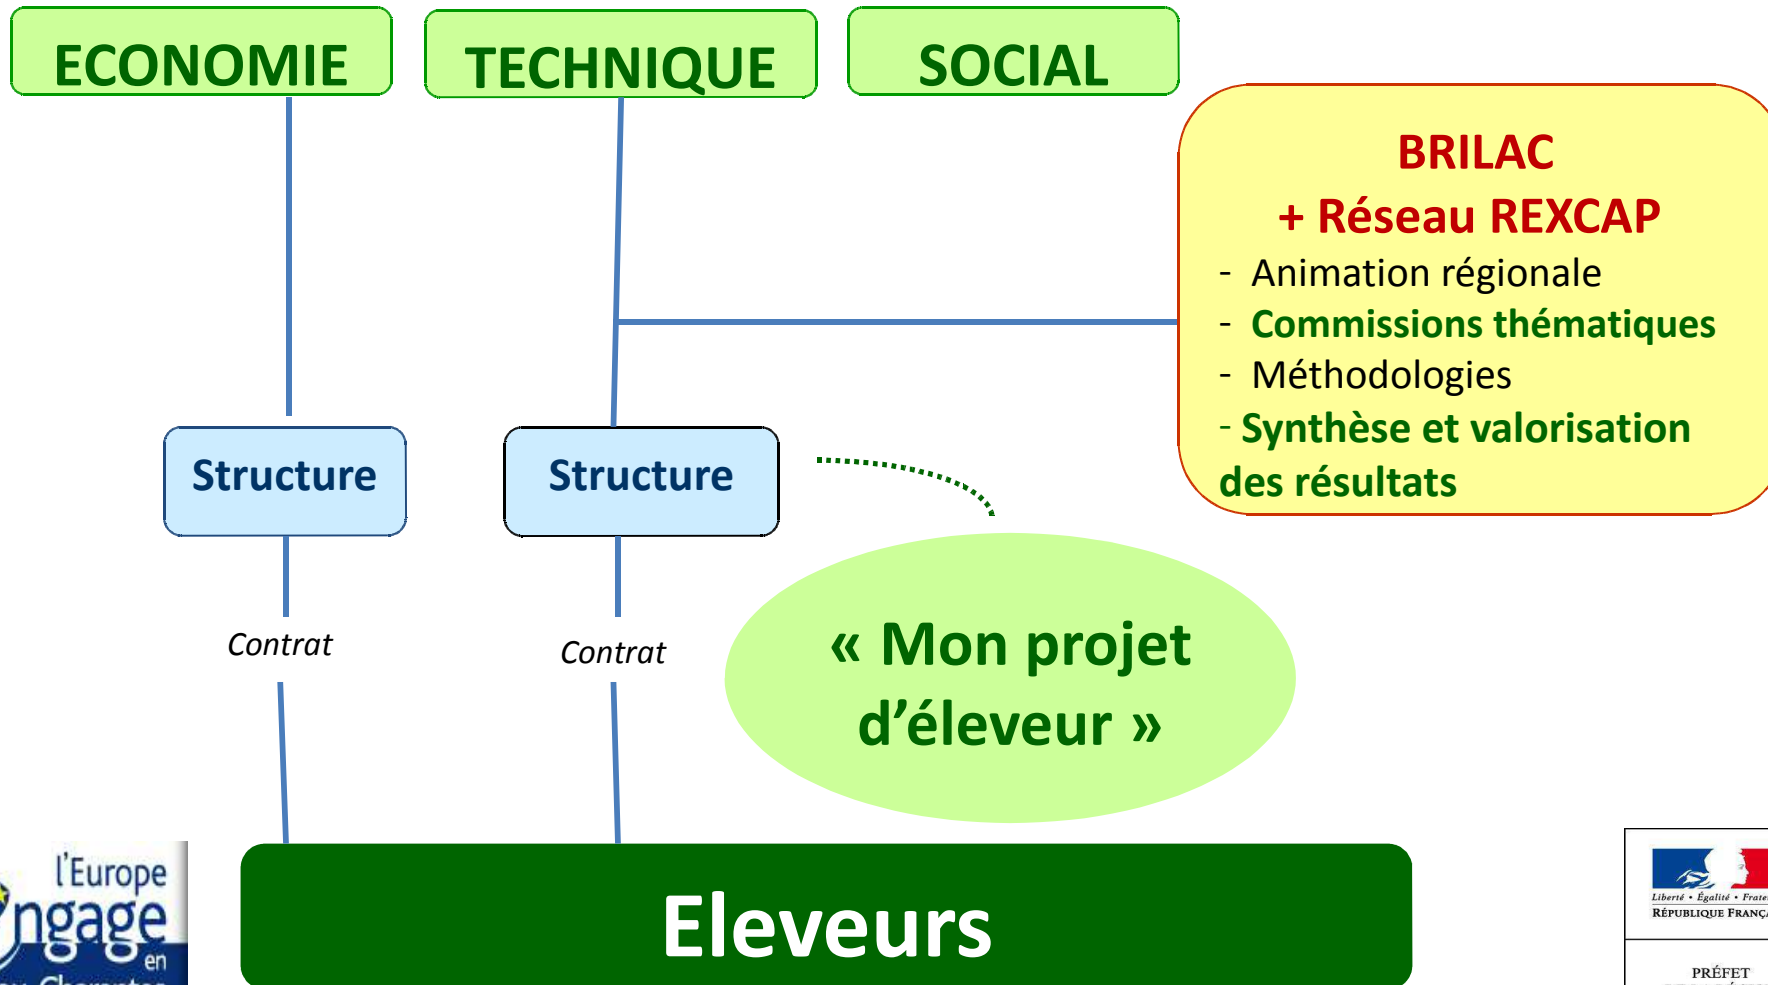 ECONOMIE
TECHNIQUE
SOCIAL
BRILAC
+ Réseau REXCAP
- Animation régionale
- Commissions thématiques
- Méthodologies
- Synthèse et valorisation
des résultats
Structure
Structure
Contrat
Contrat
« Mon projet
d’éleveur »
Eleveurs
l'Europe
ngage
en
Liberté • Égalité •
RÉPUBLIQUE
PRÉFET